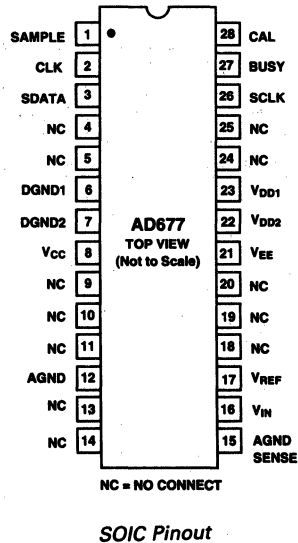 SAMPLE 1 28 CAL
CLK 2 27 BUSY
SDATA 3 26 SCLK
NC 4 25 NC
NC 5 24 NC
DGND1 6 23 VDD1
DGND2 7 22 VDD2
AD677
TOP VIEW
(Not to Scale)
VCC 8 21 VEE
NC 9 20 NC
NC 10 19 NC
NC 11 18 NC
AGND 12 17 VREF
NC 13 16 VIN
NC 14 15 AGND
SENSE
NC = NO CONNECT
SOIC Pinout